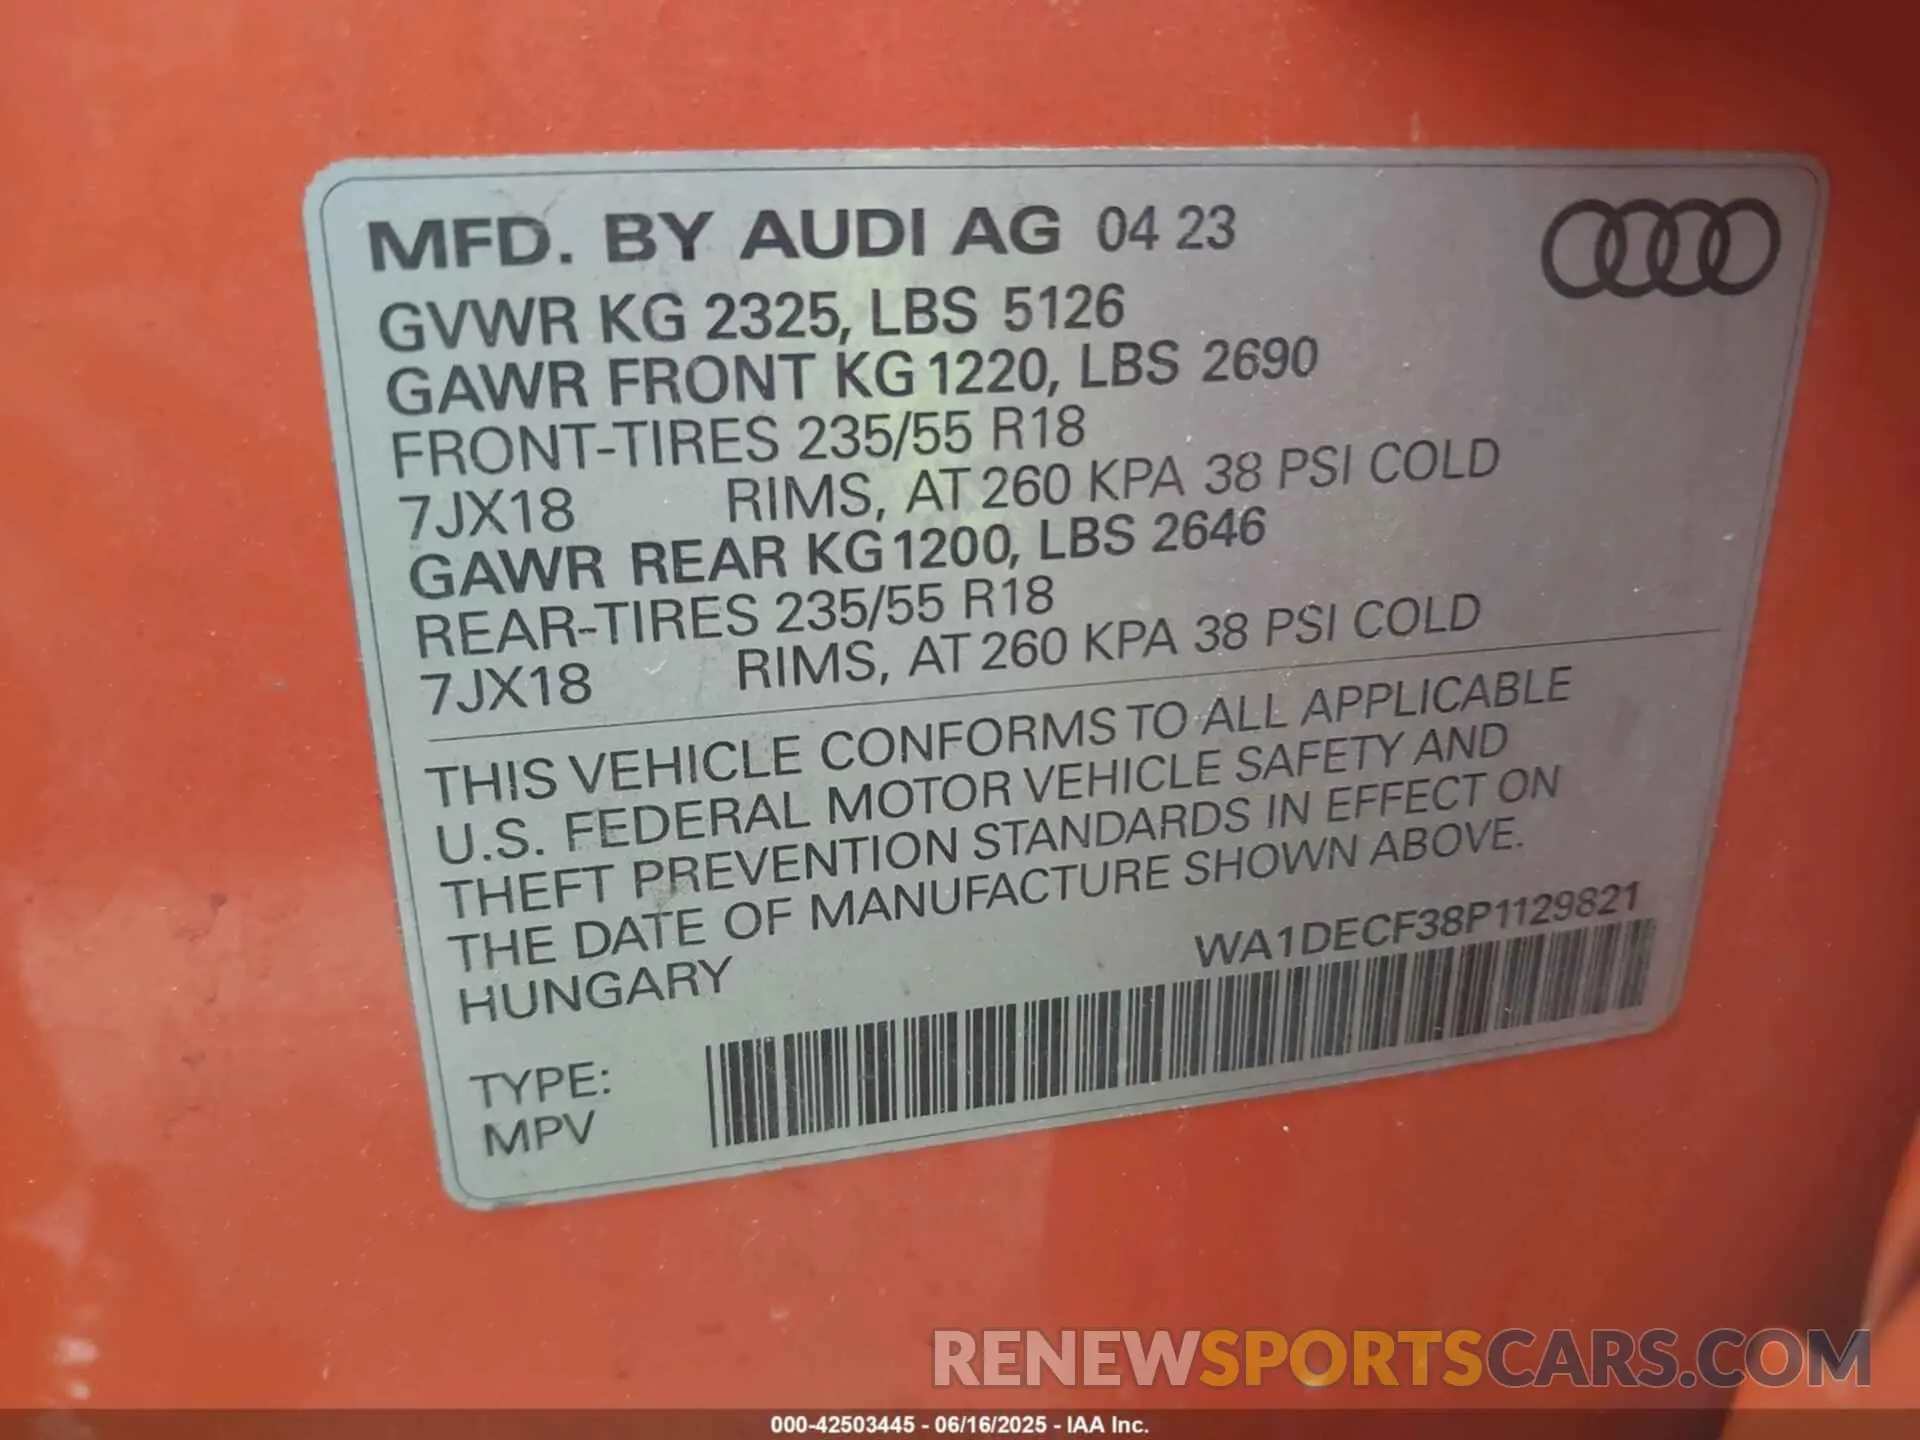 MFD. BY AUDI AG 04 23
GVWR KG 2325, LBS 5126
GAWR FRONT KG 1220, LBS 2690
FRONT-TIRES 235/55 R18
7JX18 RIMS, AT 260 KPA 38 PSI COLD
GAWR REAR KG 1200, LBS 2646
REAR-TIRES 235/55 R18
7JX18 RIMS, AT 260 KPA 38 PSI COLD
THIS VEHICLE CONFORMS TO ALL APPLICABLE
U.S. FEDERAL MOTOR VEHICLE SAFETY AND
THEFT PREVENTION STANDARDS IN EFFECT ON
THE DATE OF MANUFACTURE SHOWN ABOVE.
HUNGARY
WA1DECF38P1129821
TYPE:
MPV
RENEWSPORTSCARS.COM
000-42503445 - 06/16/2025 - IAA Inc.